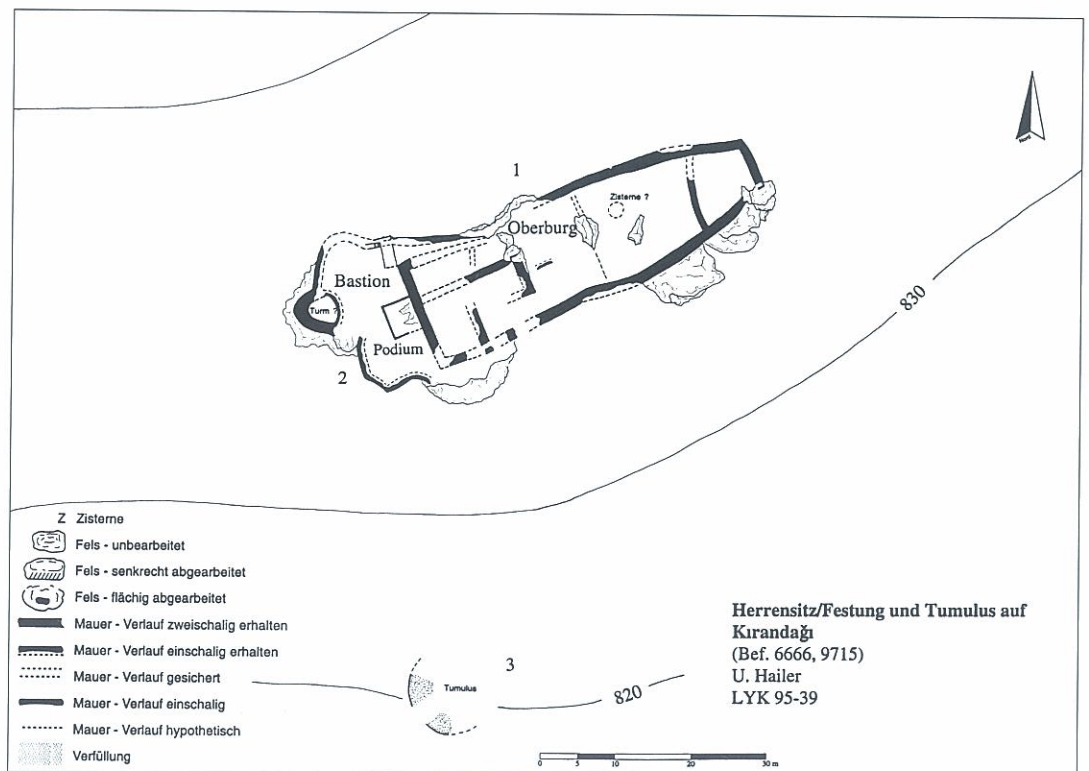 Nord
1
Zisterne ?
Oberburg
Bastion
Turm ?
Podium
2
830
Z Zisterne
Fels - unbearbeitet
Fels - senkrecht abgearbeitet
Fels - flächig abgearbeitet
Mauer - Verlauf zweischalig erhalten
Mauer - Verlauf einschalig erhalten
Mauer - Verlauf gesichert
Mauer - Verlauf einschalig
Mauer - Verlauf hypothetisch
Verfüllung
3
Tumulus
820
Herrensitz/Festung und Tumulus auf
Kırandağı
(Bef. 6666, 9715)
U. Hailer
LYK 95-39
0 5 10 20 30 m